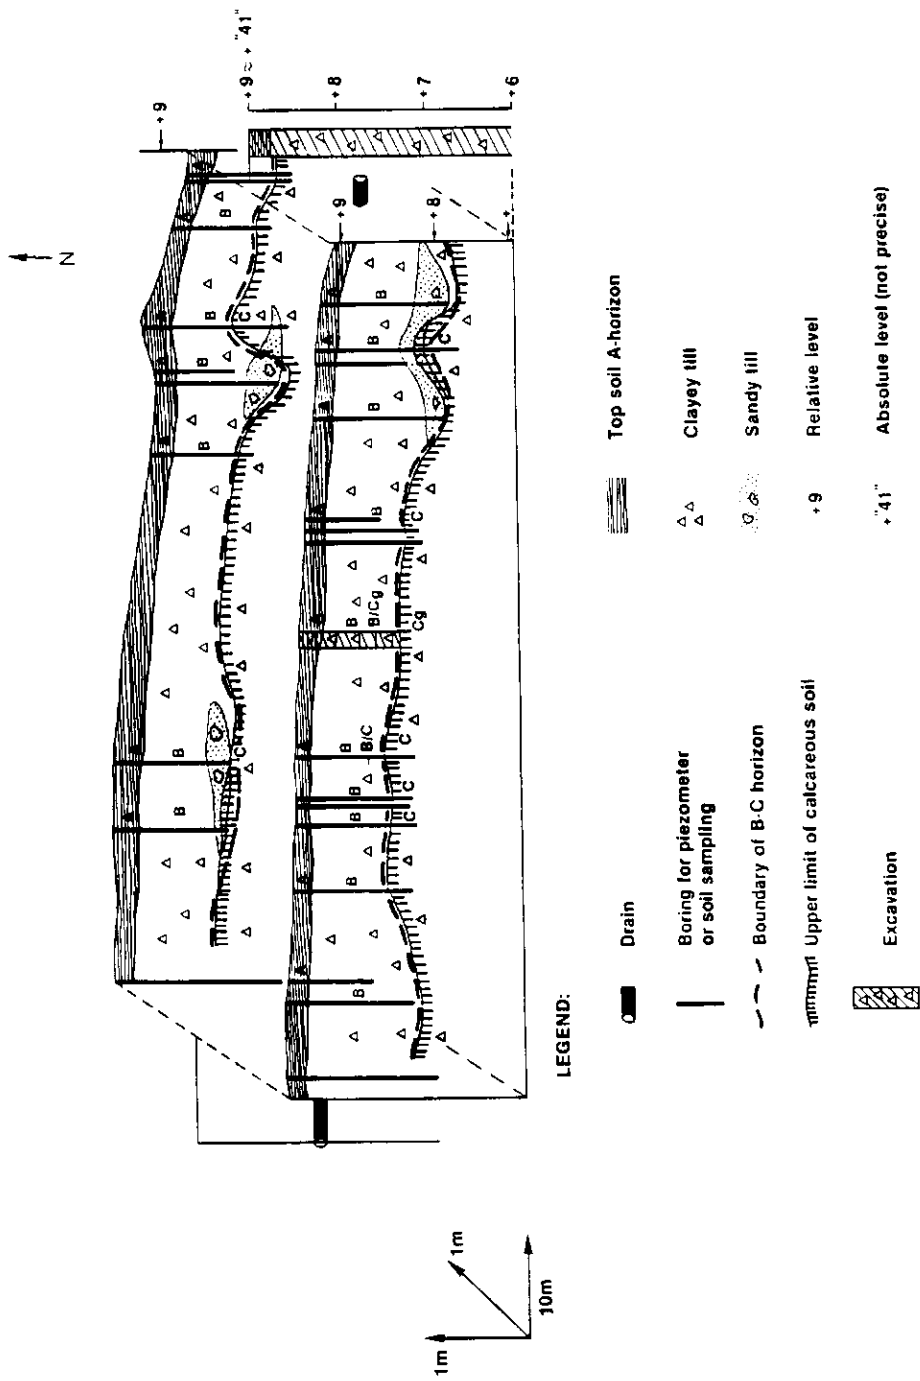 N
+9
+9 ≈ + "41"
+8
+7
+6
B
B
C
B
B
B
B
C
+9
+8
+
B
B
C
B
C
B
B/Cg
Cg
B
B/C
C
B
B
C
C
B
B
1m
1m
10m
LEGEND:
Drain
Boring for piezometer
or soil sampling
Boundary of B-C horizon
Upper limit of calcareous soil
Excavation
Top soil A-horizon
Clayey till
Sandy till
+9 Relative level
+"41" Absolute level (not precise)